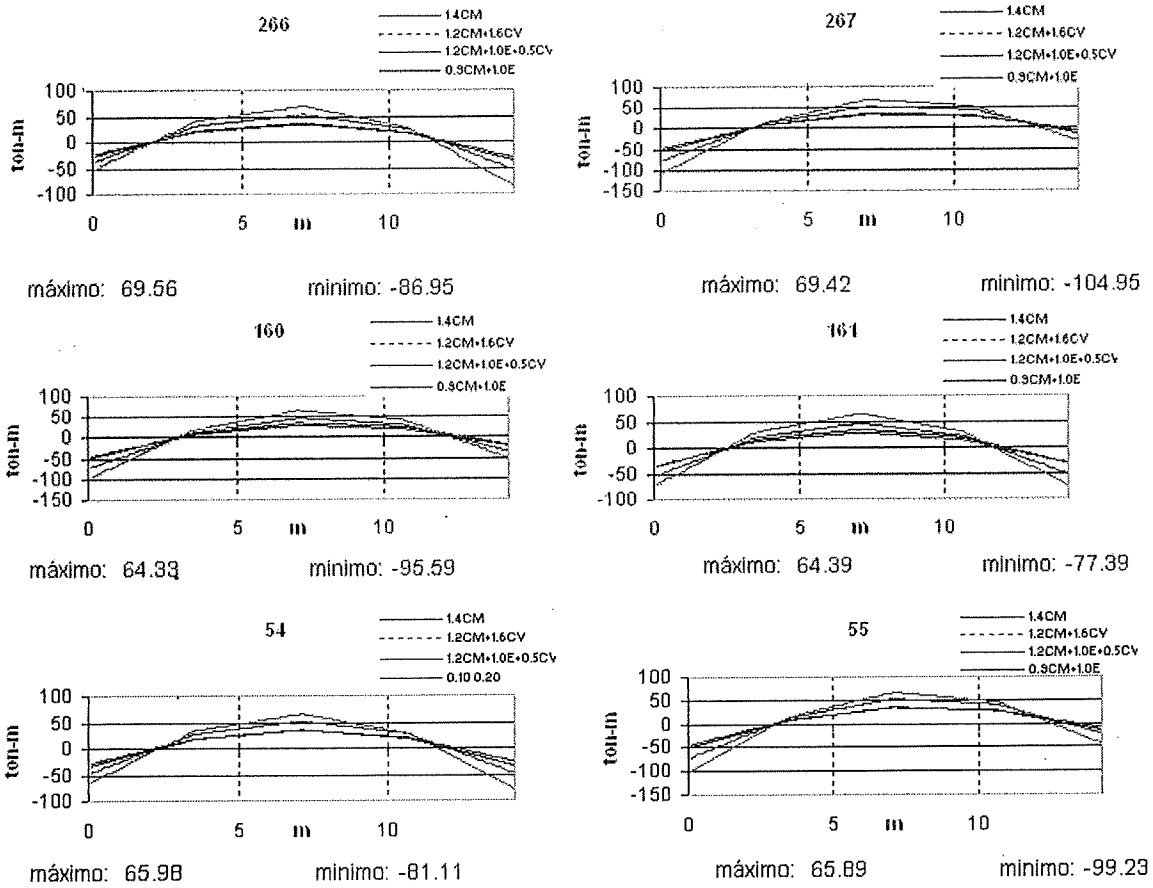 266
1.4CM
1.2CM+1.6CV
1.2CM+1.0E+0.5CV
0.9CM+1.0E
100
50
0
-50
-100
ton-m
0 5 m 10
máximo: 69.56 minimo: -86.95
267
1.4CM
1.2CM+1.6CV
1.2CM+1.0E+0.5CV
0.9CM+1.0E
100
50
0
-50
-100
-150
ton-m
0 5 m 10
máximo: 69.42 minimo: -104.95
160
1.4CM
1.2CM+1.6CV
1.2CM+1.0E+0.5CV
0.9CM+1.0E
100
50
0
-50
-100
-150
ton-m
0 5 m 10
máximo: 64.33 minimo: -95.59
161
1.4CM
1.2CM+1.6CV
1.2CM+1.0E+0.5CV
0.9CM+1.0E
100
50
0
-50
-100
ton-m
0 5 m 10
máximo: 64.39 minimo: -77.39
54
1.4CM
1.2CM+1.6CV
1.2CM+1.0E+0.5CV
0.10 0.20
100
50
0
-50
-100
ton-m
0 5 m 10
máximo: 65.98 minimo: -81.11
55
1.4CM
1.2CM+1.6CV
1.2CM+1.0E+0.5CV
0.9CM+1.0E
100
50
0
-50
-100
-150
ton-m
0 5 m 10
máximo: 65.89 minimo: -99.23